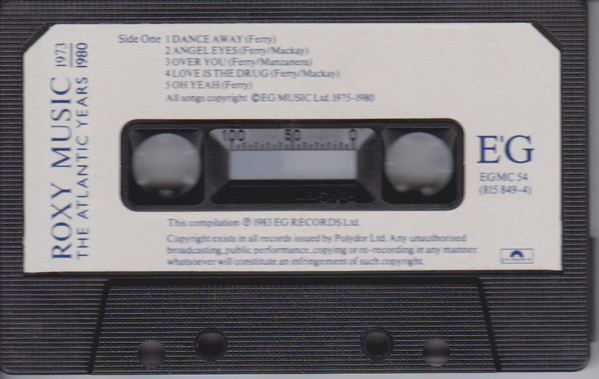 ROXY MUSIC 1973
THE ATLANTIC YEARS 1980
Side One 1 DANCE AWAY (Ferry)
2 ANGEL EYES (Ferry/Mackay)
3 OVER YOU (Ferry/Manzanera)
4 LOVE IS THE DRUG (Ferry/Mackay)
5 OH YEAH (Ferry)
All songs copyright ©EG MUSIC Ltd. 1975-1980
100 50 0
E'G
EGMC 54
(815 849-4)
This compilation ℗ 1983 EG RECORDS Ltd.
Copyright exists in all records issued by Polydor Ltd. Any unauthorised
broadcasting, public performance, copying or re-recording in any manner
whatsoever will constitute an infringement of such copyright.